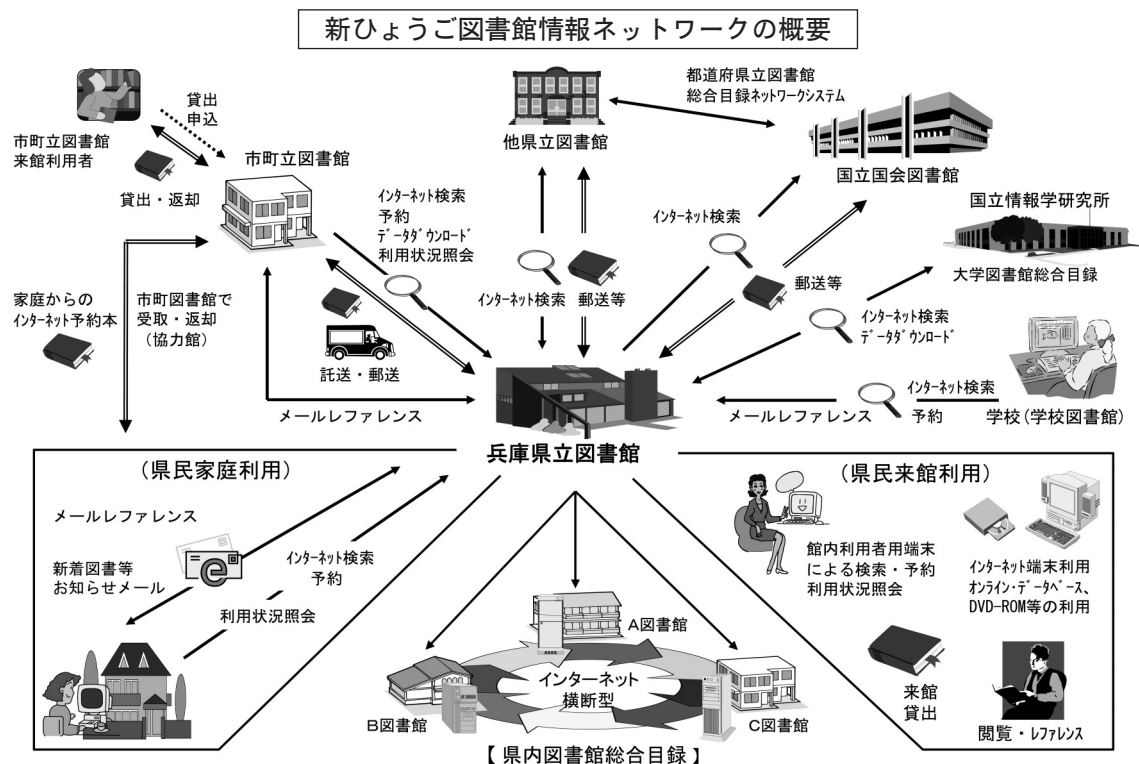 新ひょうご図書館情報ネットワークの概要
貸出
申込
市町立図書館
来館利用者
貸出・返却
市町立図書館
インターネット検索
予約
データダウンロード
利用状況照会
他県立図書館
都道府県立図書館
総合目録ネットワークシステム
国立国会図書館
インターネット検索
国立情報学研究所
大学図書館総合目録
家庭からの
インターネット予約本
市町図書館で
受取・返却
(協力館)
託送・郵送
インターネット検索
郵送等
郵送等
インターネット検索
データダウンロード
メールレファレンス
メールレファレンス
インターネット検索
予約
学校(学校図書館)
兵庫県立図書館
(県民家庭利用)
メールレファレンス
新着図書等
お知らせメール
e
インターネット検索
予約
利用状況照会
(県民来館利用)
館内利用者用端末
による検索・予約
利用状況照会
インターネット端末利用
オンライン・データベース、
DVD-ROM等の利用
来館
貸出
閲覧・レファレンス
A図書館
B図書館
C図書館
インターネット
横断型
【県内図書館総合目録】